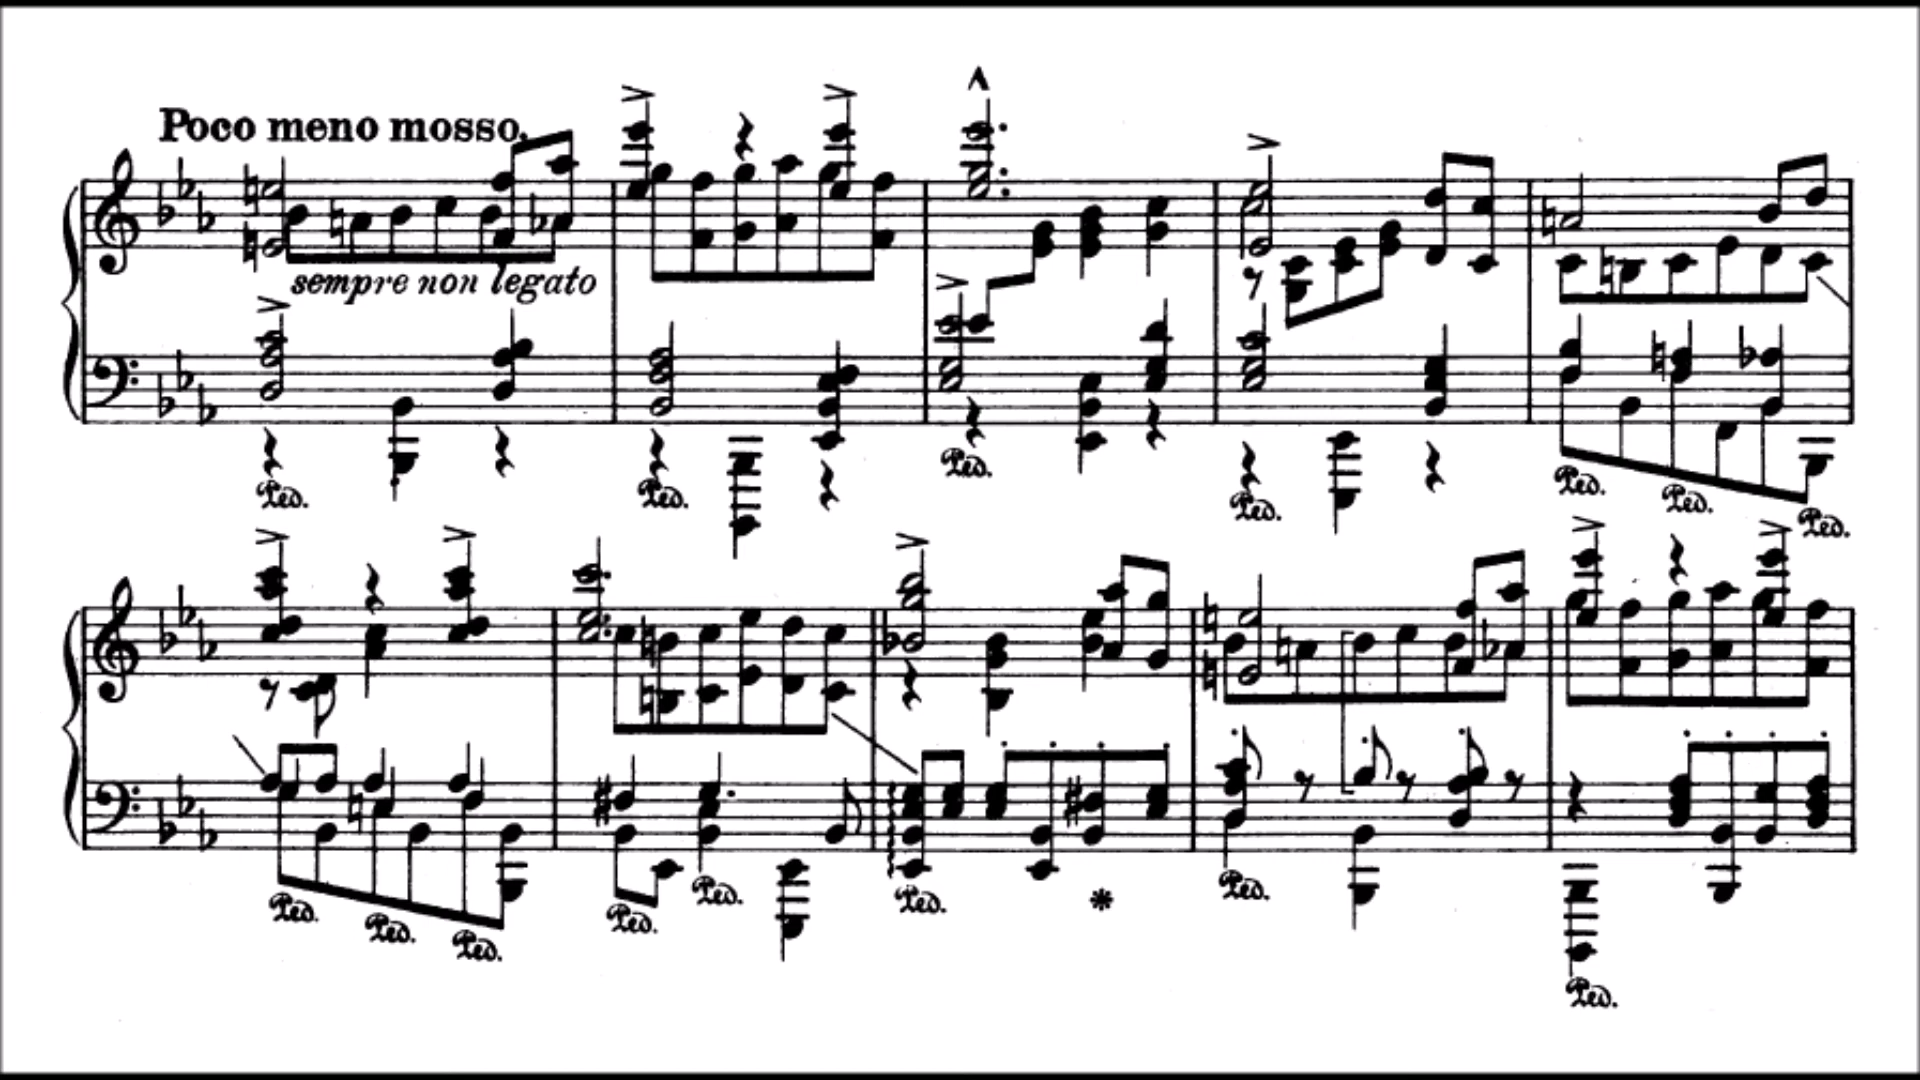 Poco meno mosso.
sempre non legato
Ped. Ped. Ped. Ped. Ped. Ped. Ped.
Ped. Ped. Ped. Ped. Ped. Ped. * Ped. Ped.